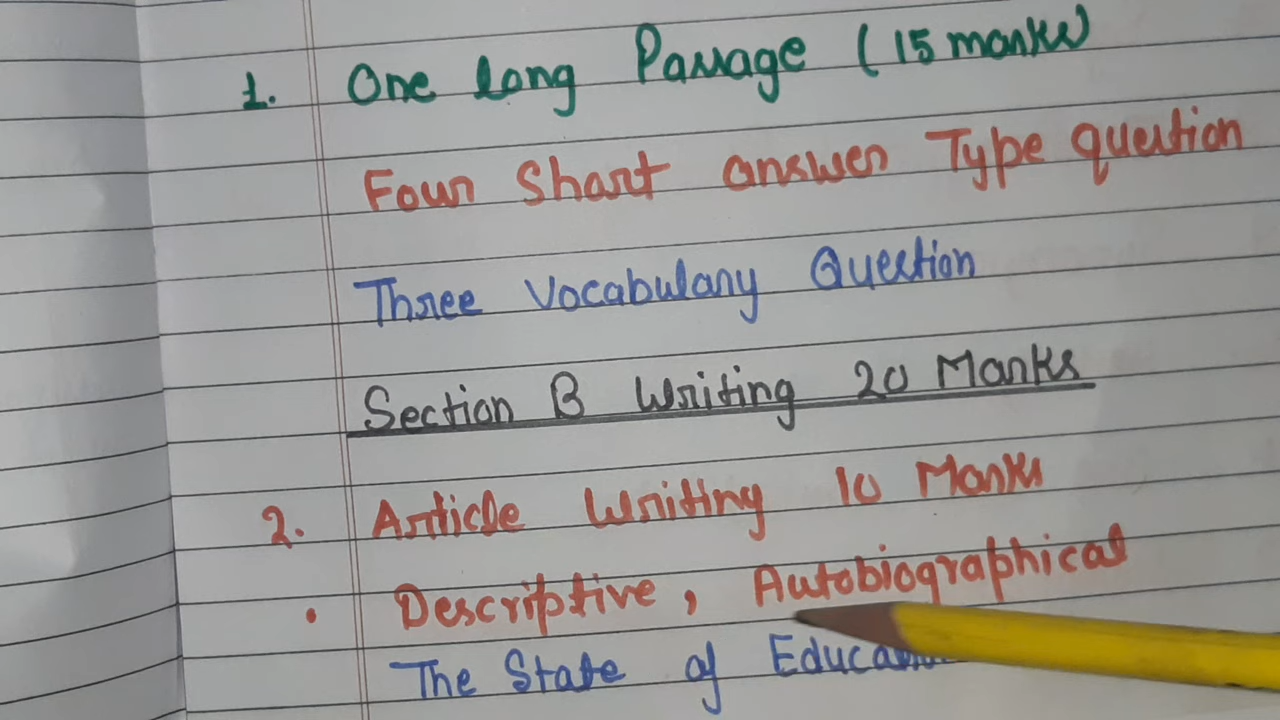 1. One long Passage (15 marks)
Four Short answer Type question
Three Vocabulary Question
Section B Writing 20 Marks
2. Article Writing 10 Marks
• Descriptive, Autobiographical
The State of